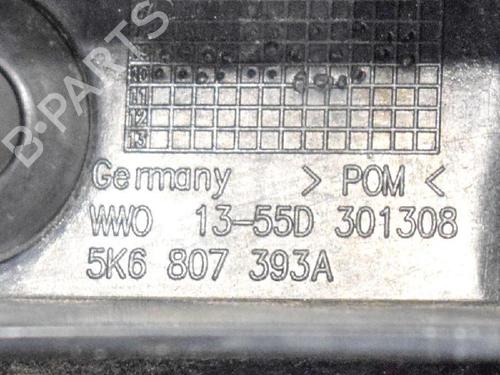 B-PARTS
10
11
12
13
Germany > POM <
WWO 13-55D 301308
5K6 807 393A